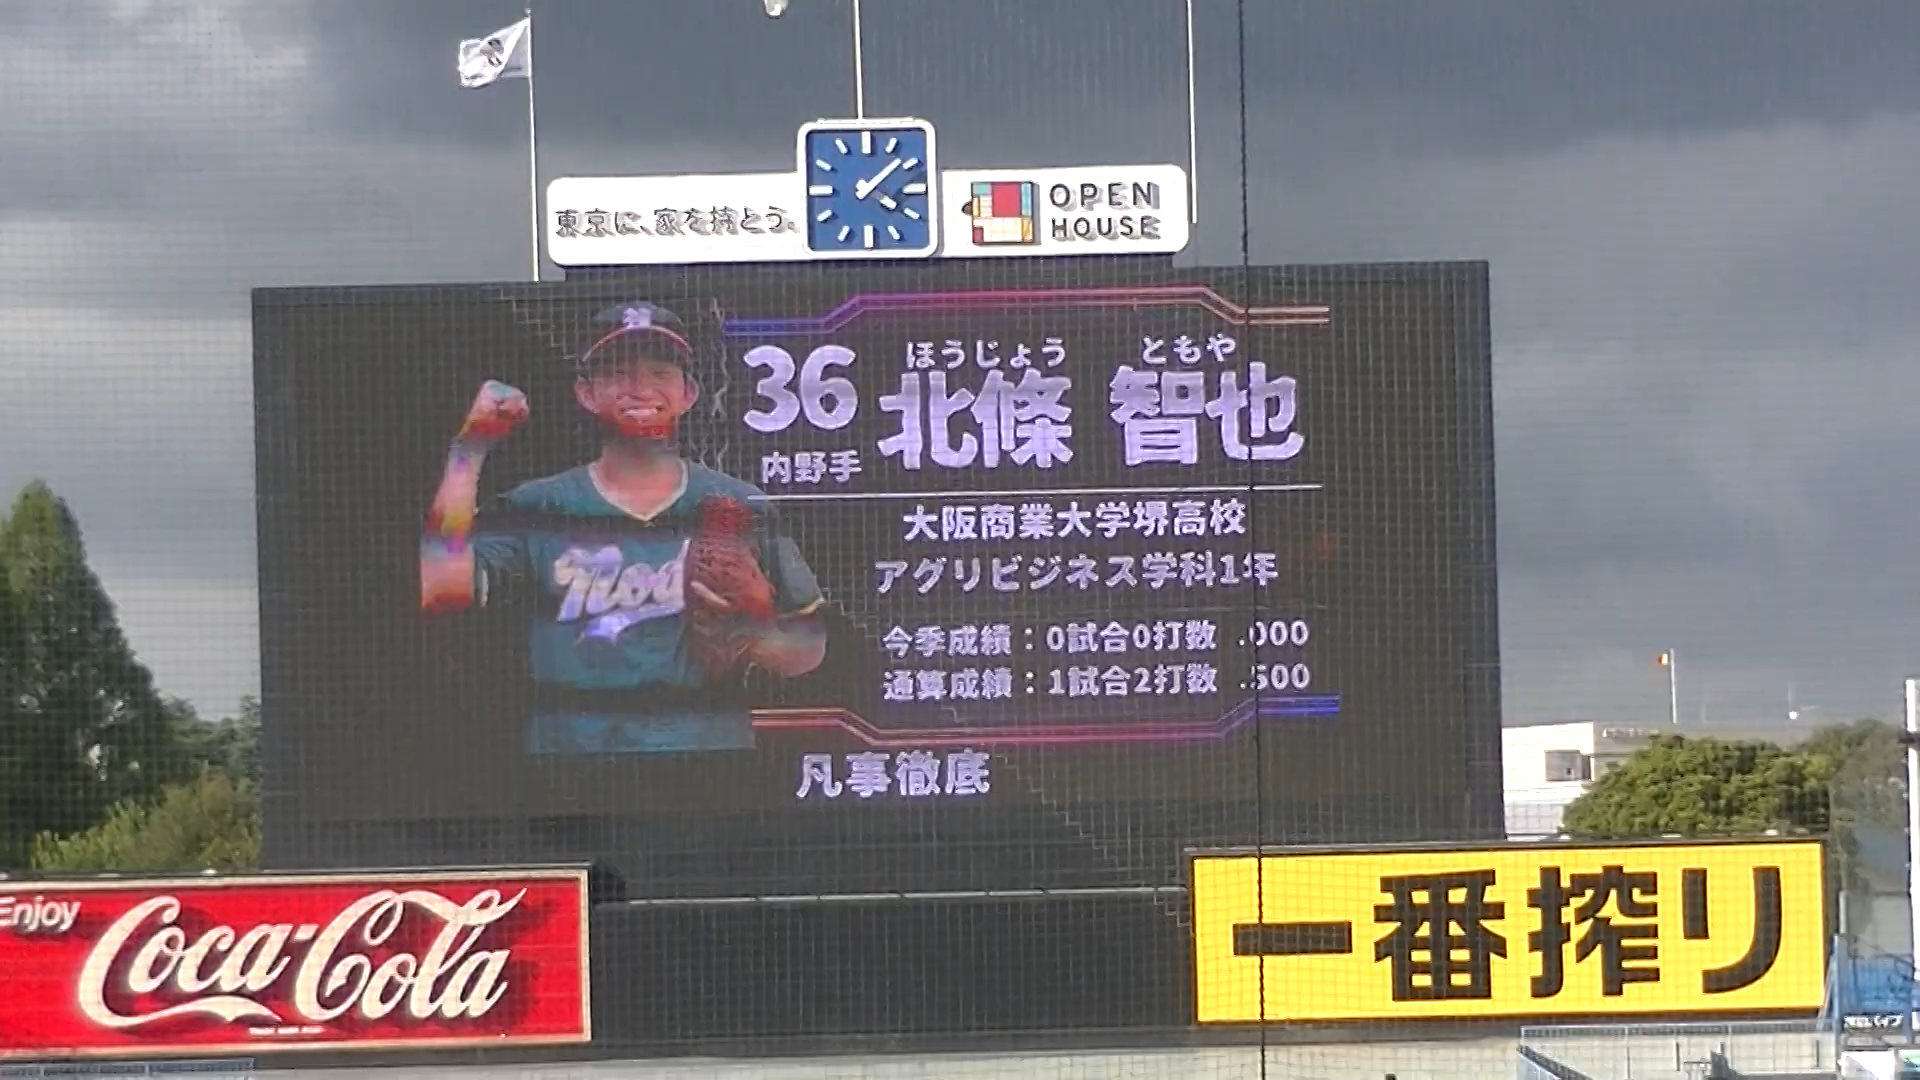 東京に、家を持とう。
OPEN
HOUSE
36
内野手
ほうじょう ともや
北條 智也
大阪商業大学堺高校
アグリビジネス学科1年
今季成績：0試合0打数 .000
通算成績：1試合2打数 .500
凡事徹底
Nod
Enjoy
Coca-Cola
一番搾り